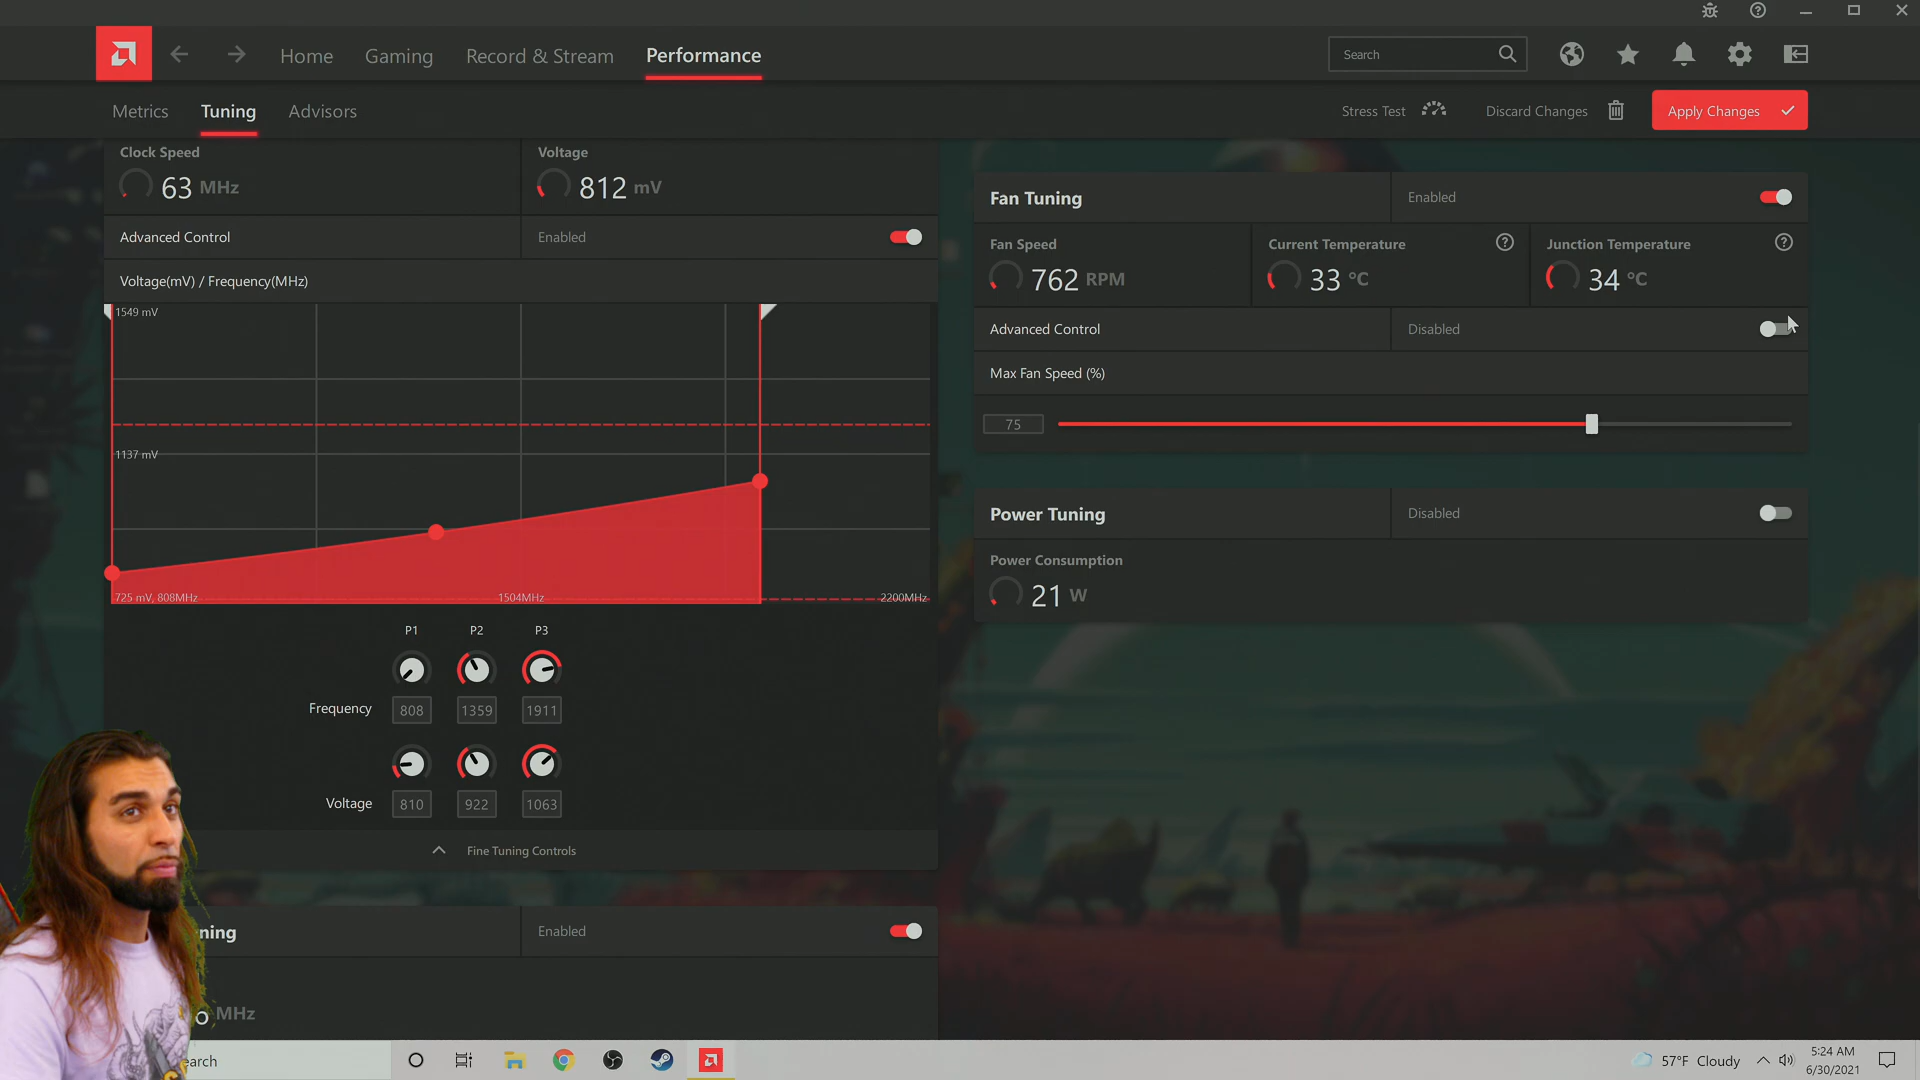 Home Gaming Record & Stream Performance
Search
Metrics Tuning Advisors
Stress Test Discard Changes Apply Changes
Clock Speed
63 MHz
Voltage
812 mV
Advanced Control Enabled
Voltage(mV) / Frequency(MHz)
1549 mV
1137 mV
725 mV, 808MHz 1504MHz 2200MHz
P1 P2 P3
Frequency 808 1359 1911
Voltage 810 922 1063
Fine Tuning Controls
ning Enabled
MHz
Fan Tuning Enabled
Fan Speed
762 RPM
Current Temperature
33 °C
Junction Temperature
34 °C
Advanced Control Disabled
Max Fan Speed (%)
75
Power Tuning Disabled
Power Consumption
21 W
earch
57°F Cloudy
5:24 AM
6/30/2021